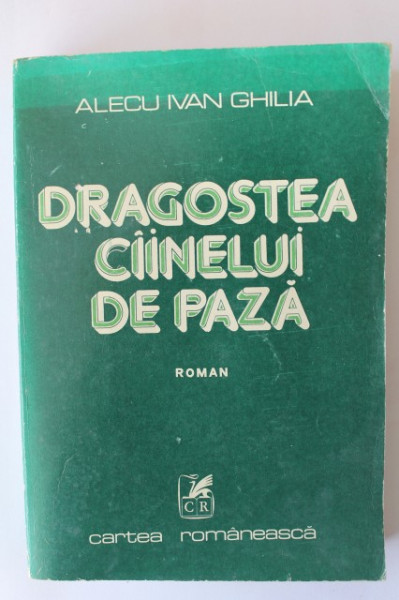 ALECU IVAN GHILIA
DRAGOSTEA
CÎINELUI
DE PAZĂ
ROMAN
CR
cartea românească